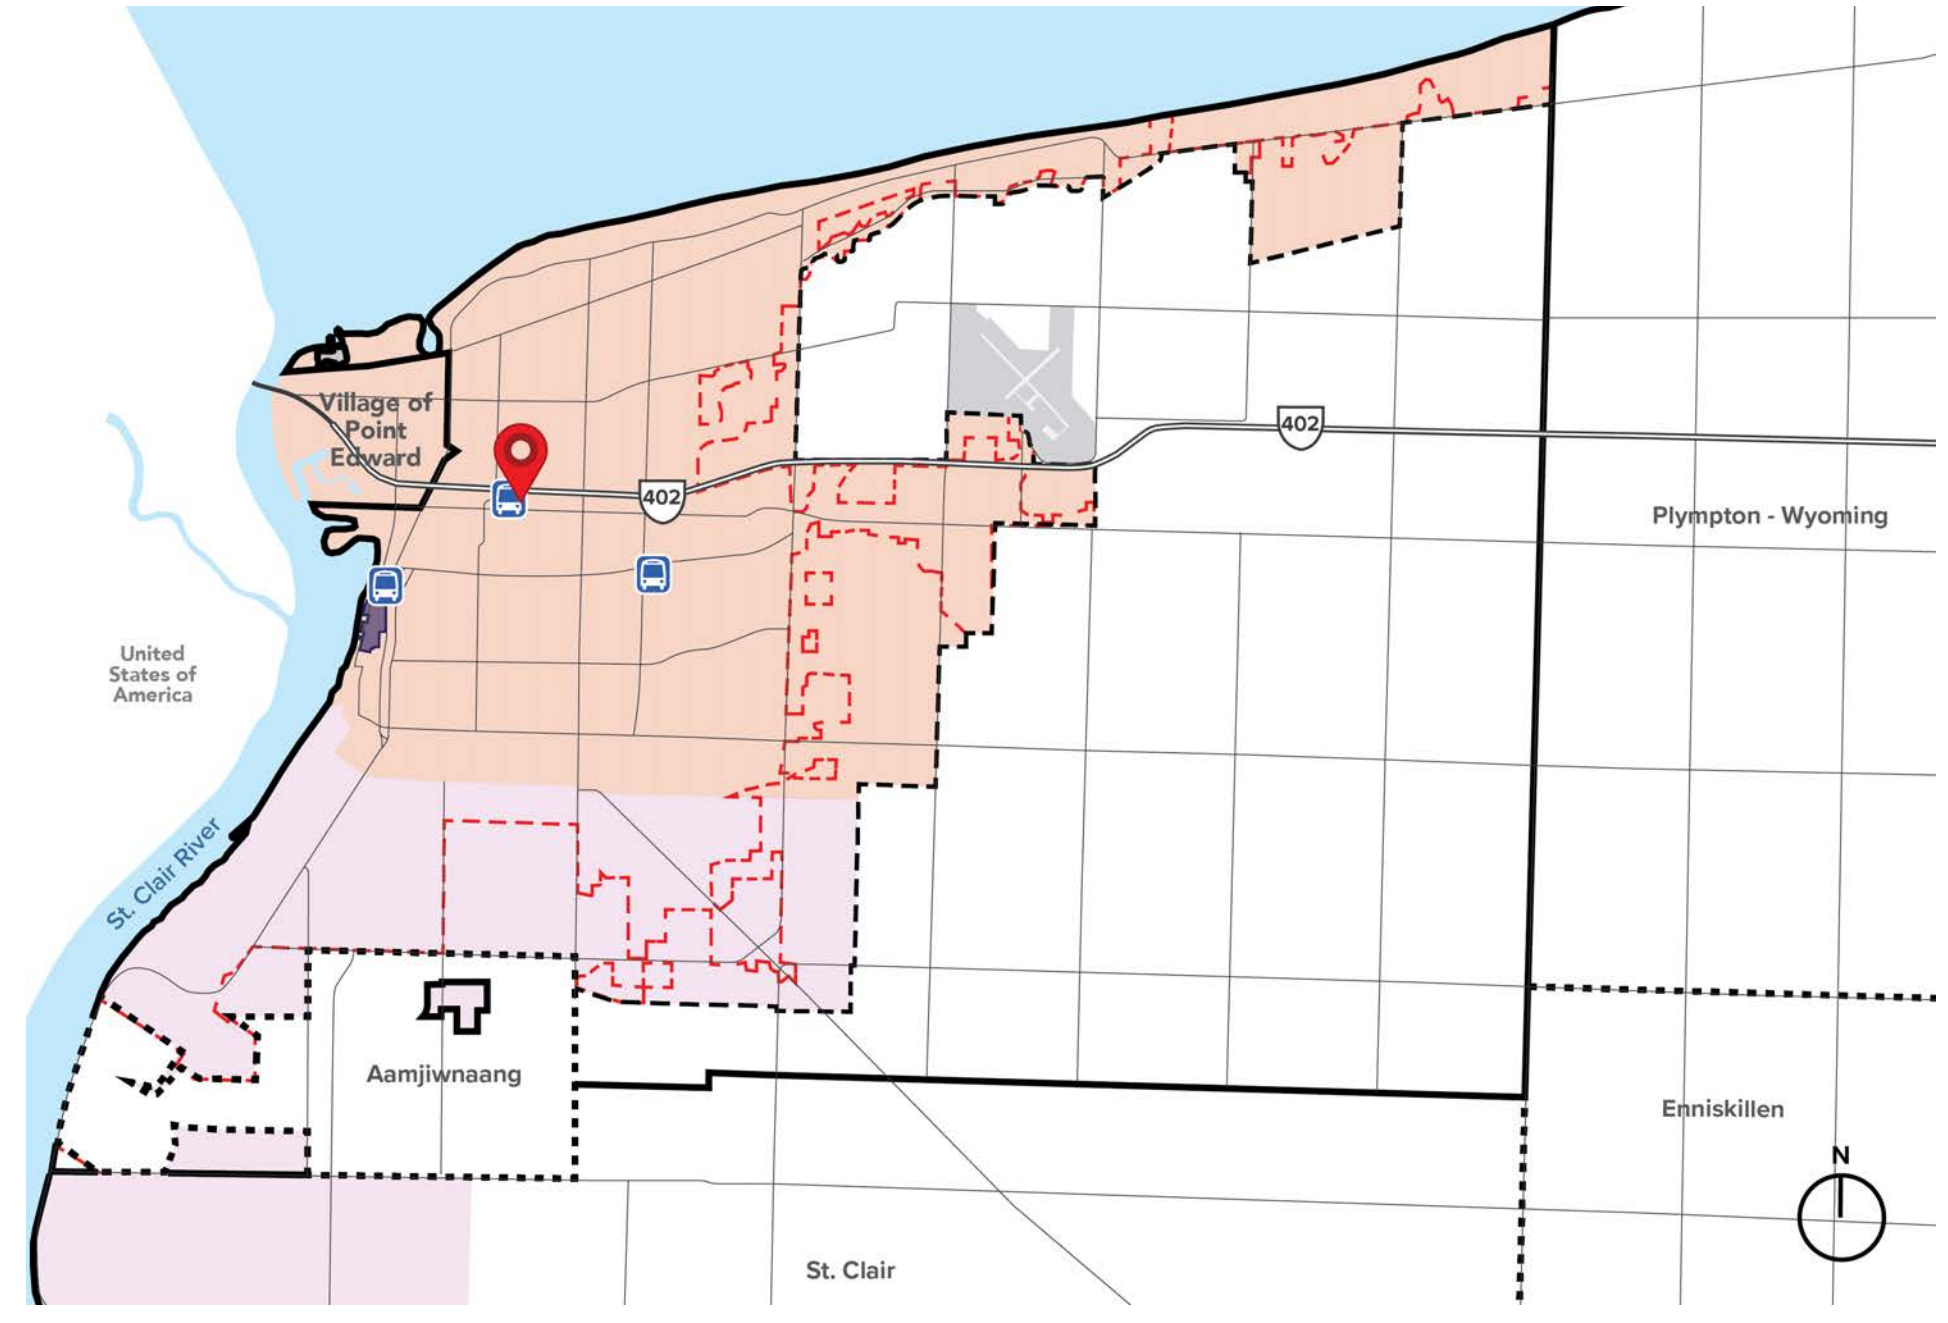 Village of
Point
Edward
402
402
Plympton - Wyoming
United
States of
America
St. Clair River
Aamjiwnaang
Enniskillen
N
St. Clair